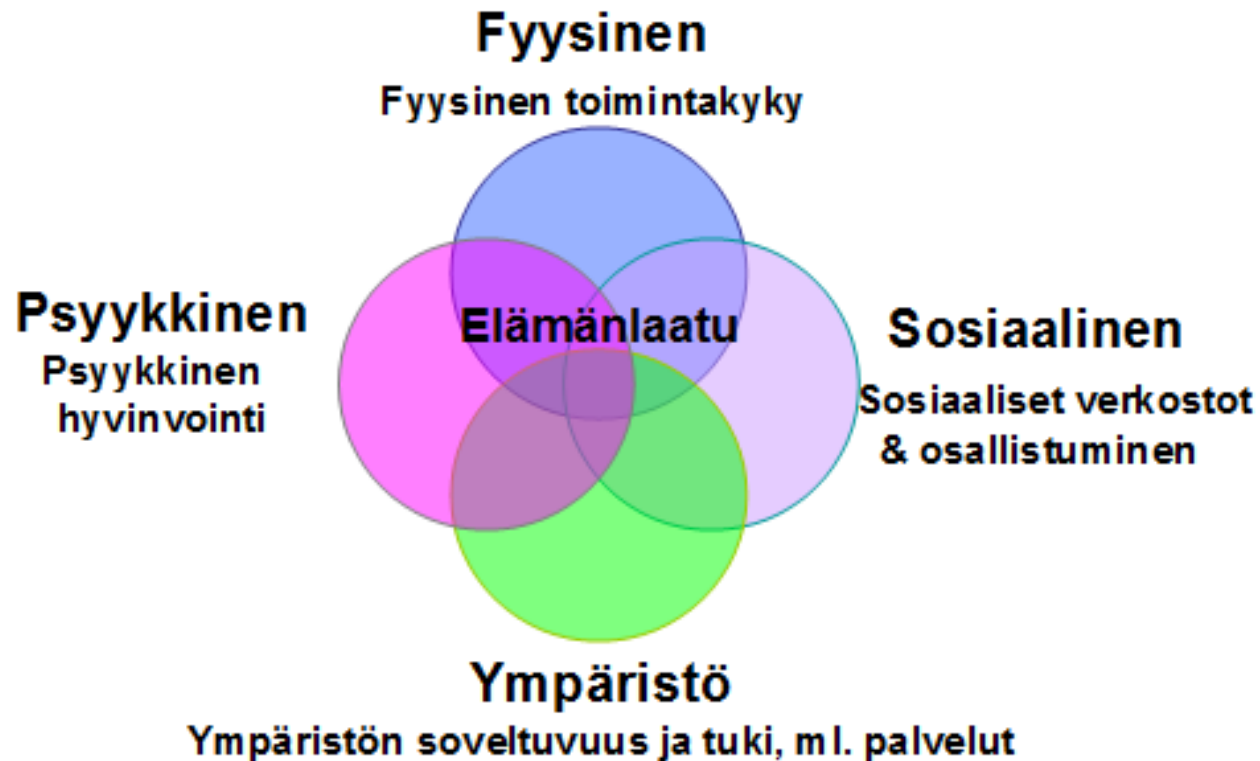 Fyysinen
Fyysinen toimintakyky
Psyykkinen
Psyykkinen
hyvinvointi
Elämänlaatu
Sosiaalinen
Sosiaaliset verkostot
& osallistuminen
Ympäristö
Ympäristön soveltuvuus ja tuki, ml. palvelut